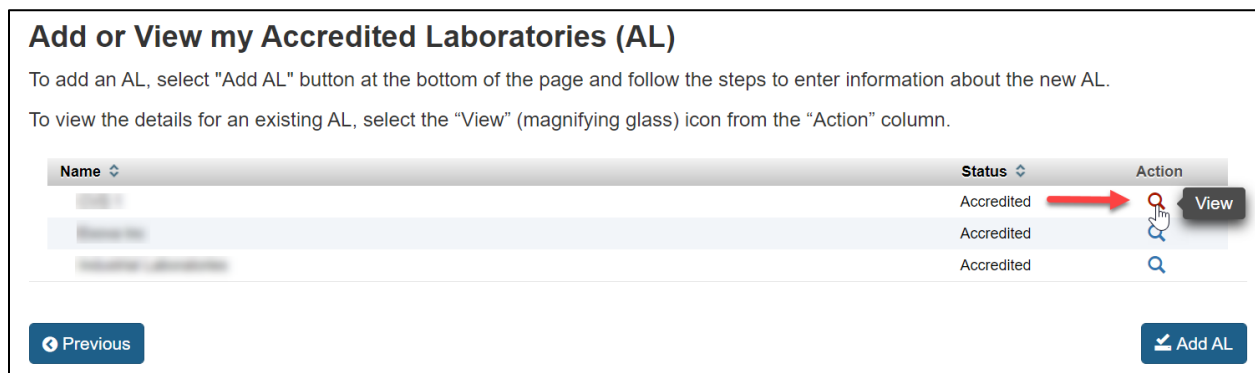 Add or View my Accredited Laboratories (AL)
To add an AL, select "Add AL" button at the bottom of the page and follow the steps to enter information about the new AL.
To view the details for an existing AL, select the “View” (magnifying glass) icon from the “Action” column.
Name Status Action
Accredited View
Accredited
Accredited
Previous Add AL